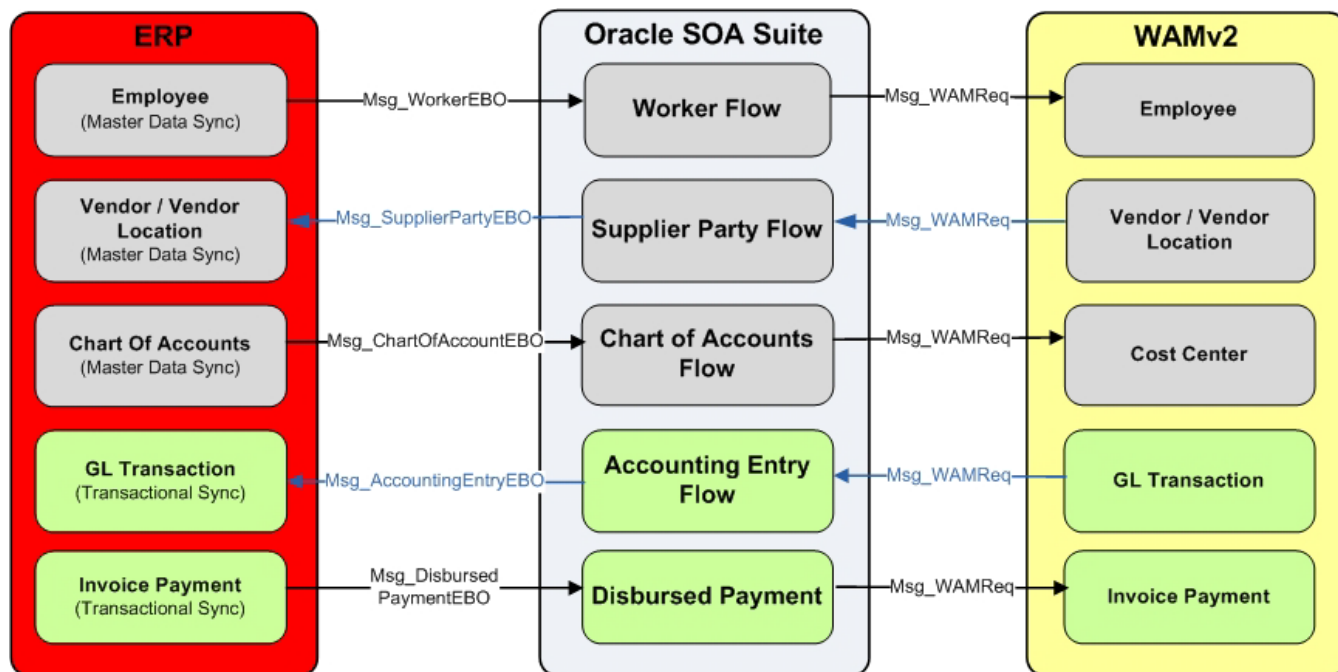 ERP
Oracle SOA Suite
WAMv2
Employee
(Master Data Sync)
Msg_WorkerEBO
Worker Flow
Msg_WAMReq
Employee
Vendor / Vendor
Location
(Master Data Sync)
Msg_SupplierPartyEBO
Supplier Party Flow
Msg_WAMReq
Vendor / Vendor
Location
Chart Of Accounts
(Master Data Sync)
Msg_ChartOfAccountEBO
Chart of Accounts
Flow
Msg_WAMReq
Cost Center
GL Transaction
(Transactional Sync)
Msg_AccountingEntryEBO
Accounting Entry
Flow
Msg_WAMReq
GL Transaction
Invoice Payment
(Transactional Sync)
Msg_Disbursed
PaymentEBO
Disbursed Payment
Msg_WAMReq
Invoice Payment